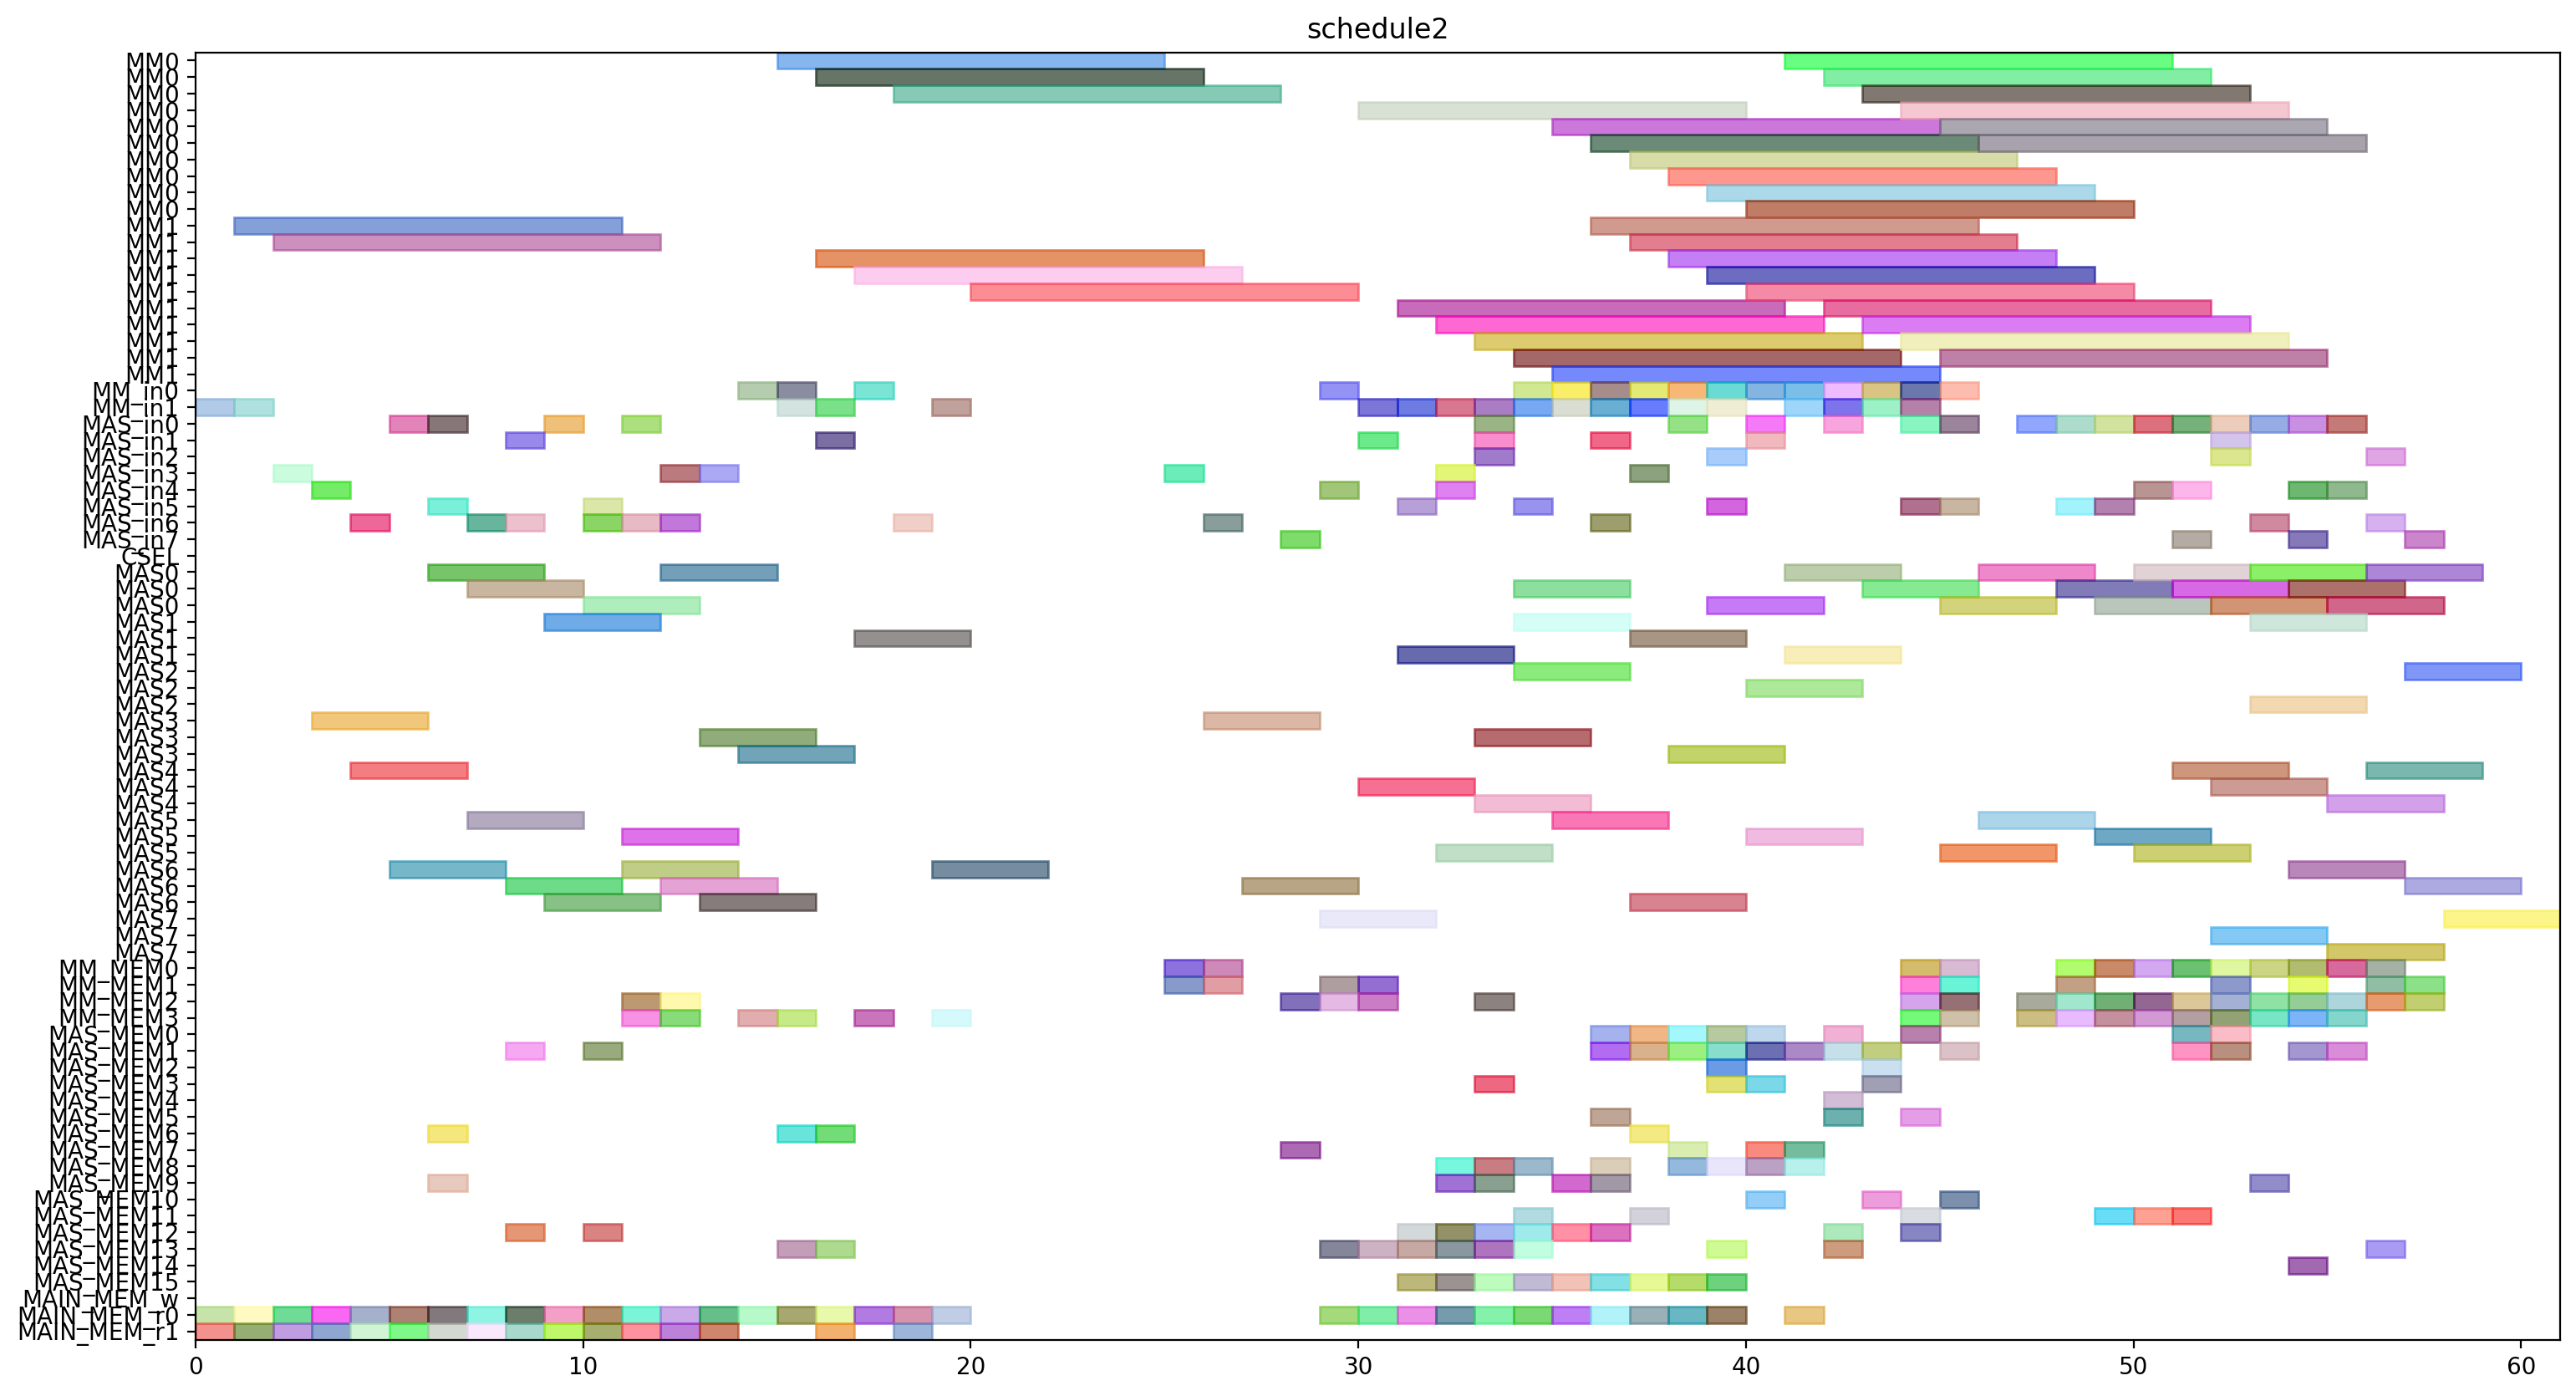 schedule2
MM0
MM0
MM0
MM0
MM0
MM0
MM0
MM0
MM0
MM0
MM1
MM1
MM1
MM1
MM1
MM1
MM1
MM1
MM1
MM1
MM_in0
MM_in1
MAS_in0
MAS_in1
MAS_in2
MAS_in3
MAS_in4
MAS_in5
MAS_in6
MAS_in7
CSEL
MAS0
MAS0
MAS0
MAS1
MAS1
MAS1
MAS2
MAS2
MAS2
MAS3
MAS3
MAS3
MAS4
MAS4
MAS4
MAS5
MAS5
MAS5
MAS6
MAS6
MAS6
MAS7
MAS7
MAS7
MM_MEM0
MM_MEM1
MM_MEM2
MM_MEM3
MAS_MEM0
MAS_MEM1
MAS_MEM2
MAS_MEM3
MAS_MEM4
MAS_MEM5
MAS_MEM6
MAS_MEM7
MAS_MEM8
MAS_MEM9
MAS_MEM10
MAS_MEM11
MAS_MEM12
MAS_MEM13
MAS_MEM14
MAS_MEM15
MAIN_MEM_w
MAIN_MEM_r0
MAIN_MEM_r1
0 10 20 30 40 50 60